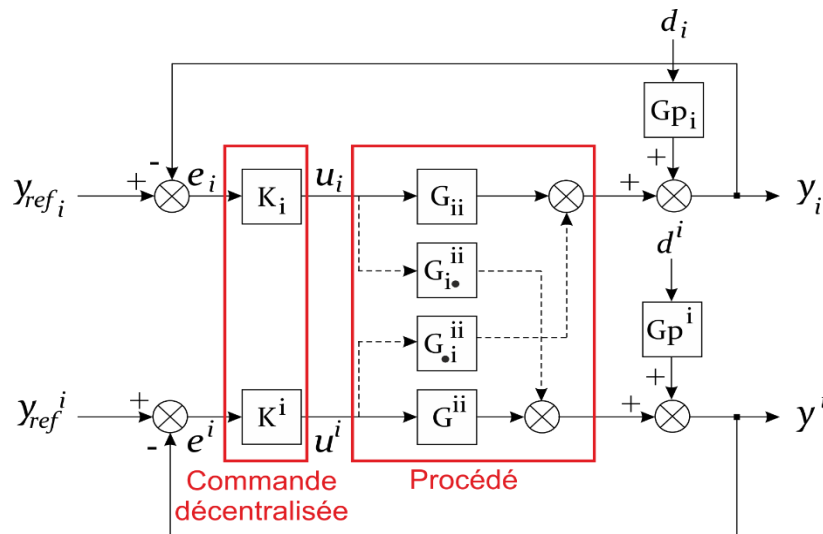 d_i
Gp_i
y_ref_i
+
-
e_i
K_i
u_i
G_ii
+
+
y_i
G_i•^ii
d^i
G_•i^ii
Gp^i
y_ref^i
+
-
e^i
K^i
u^i
G^ii
+
+
y^i
Commande
décentralisée
Procédé